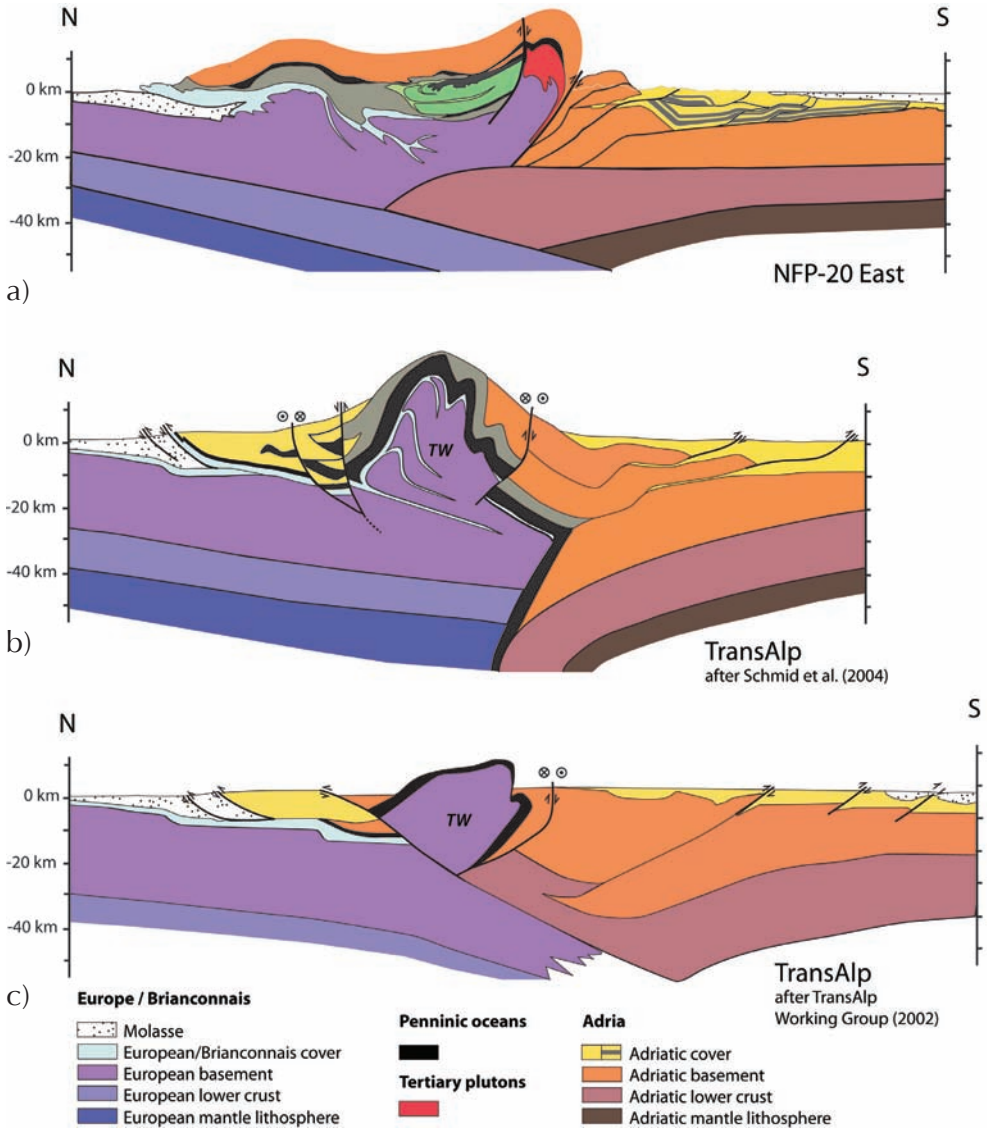 N
S
0 km
-20 km
-40 km
a)
NFP-20 East
N
S
0 km
TW
-20 km
-40 km
b)
TransAlp
after Schmid et al. (2004)
N
S
0 km
TW
-20 km
-40 km
c)
TransAlp
after TransAlp
Working Group (2002)
Europe / Brianconnais
Molasse
European/Brianconnais cover
European basement
European lower crust
European mantle lithosphere
Penninic oceans
Tertiary plutons
Adria
Adriatic cover
Adriatic basement
Adriatic lower crust
Adriatic mantle lithosphere